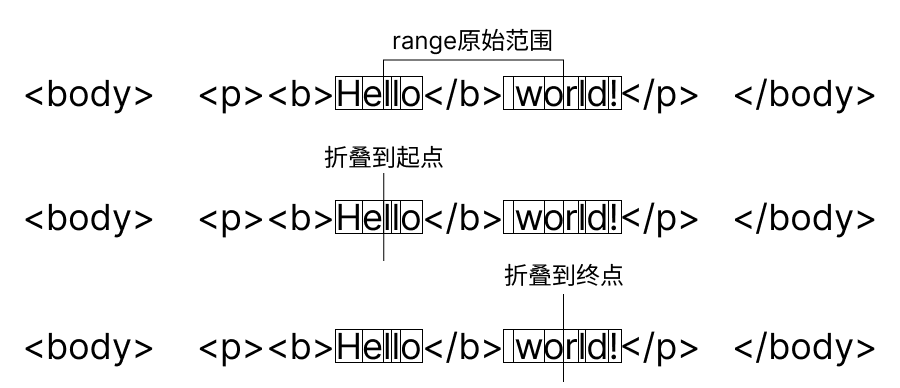 range原始范围
<body> <p><b>Hello</b> world!</p> </body>
折叠到起点
<body> <p><b>Hello</b> world!</p> </body>
折叠到终点
<body> <p><b>Hello</b> world!</p> </body>